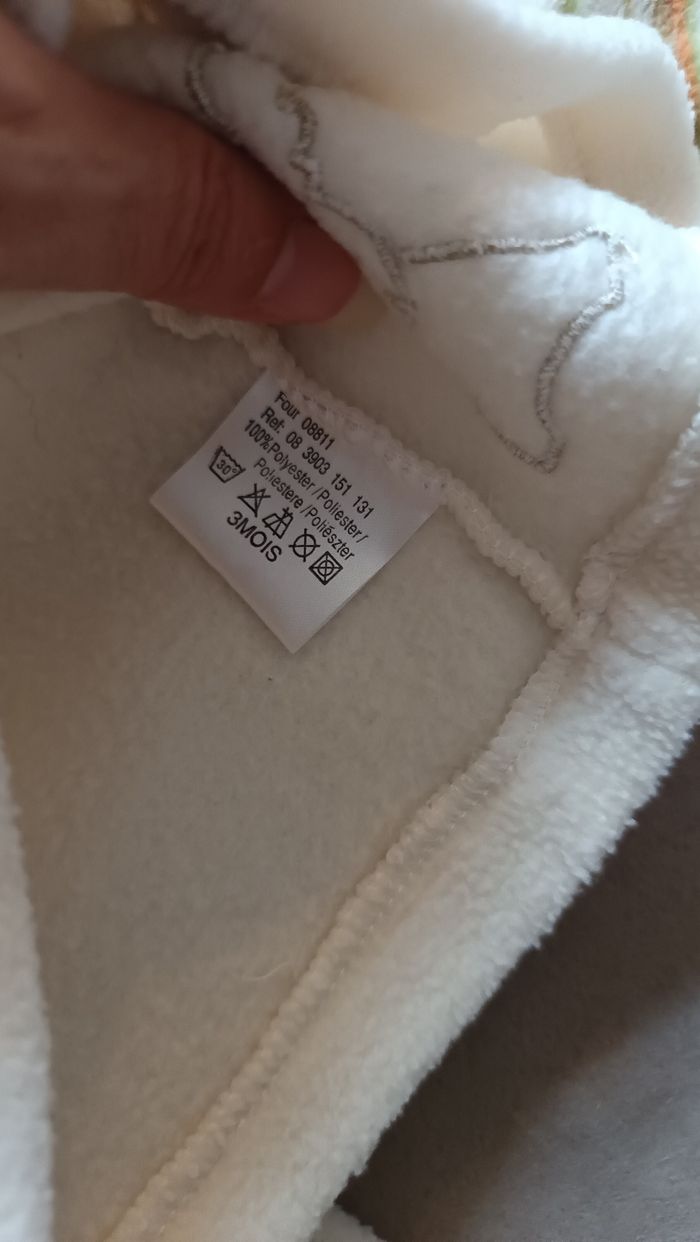 Four 08811
Ref: 08 3903 151 131
100%Polyester/Poliester/
Poliestere/Poliészter
30°
3MOIS